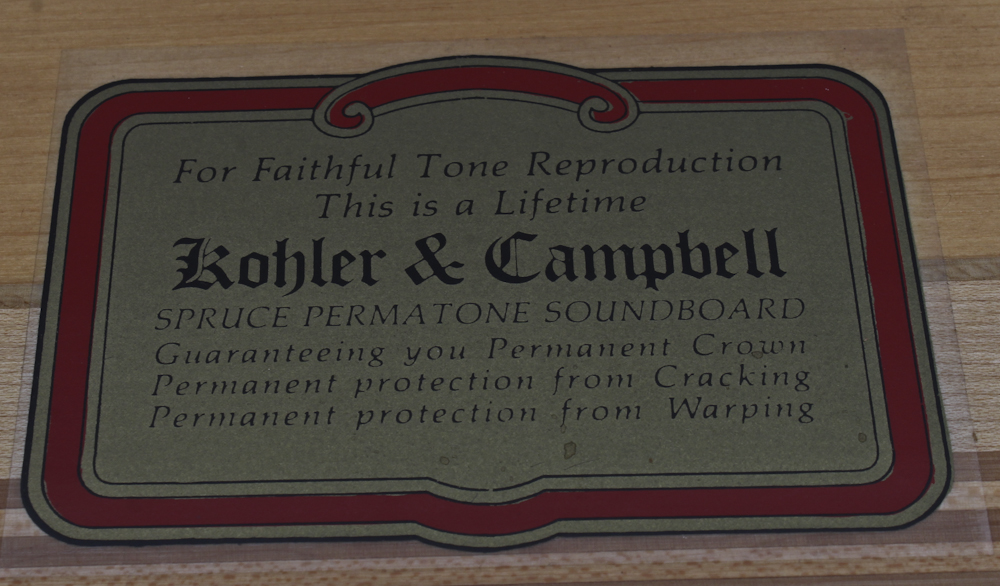 For Faithful Tone Reproduction
This is a Lifetime
Kohler & Campbell
SPRUCE PERMATONE SOUNDBOARD
Guaranteeing you Permanent Crown
Permanent protection from Cracking
Permanent protection from Warping